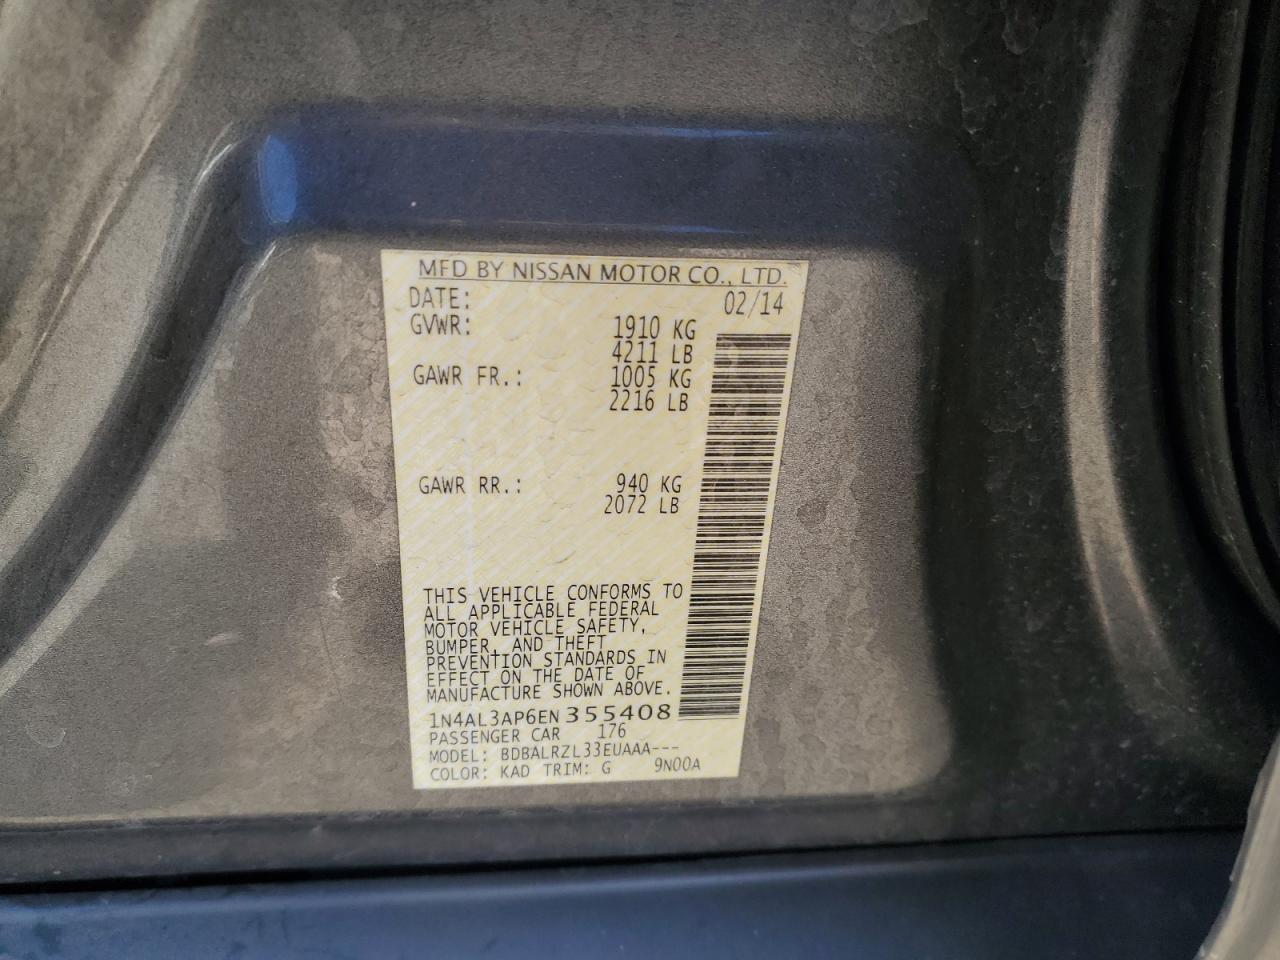 MFD BY NISSAN MOTOR CO., LTD.
DATE: 02/14
GVWR: 1910 KG
4211 LB
GAWR FR.: 1005 KG
2216 LB
GAWR RR.: 940 KG
2072 LB
THIS VEHICLE CONFORMS TO
ALL APPLICABLE FEDERAL
MOTOR VEHICLE SAFETY,
BUMPER, AND THEFT
PREVENTION STANDARDS IN
EFFECT ON THE DATE OF
MANUFACTURE SHOWN ABOVE.
1N4AL3AP6EN355408
PASSENGER CAR 176
MODEL: BDBALRZL33EUAAA---
COLOR: KAD TRIM: G 9N00A